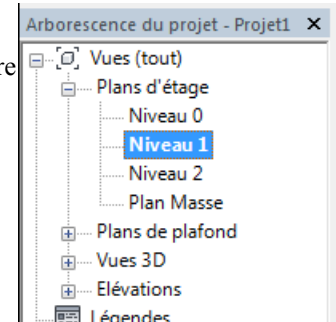 Arborescence du projet - Projet1
re
Vues (tout)
Plans d'étage
Niveau 0
Niveau 1
Niveau 2
Plan Masse
Plans de plafond
Vues 3D
Elévations
Légendes